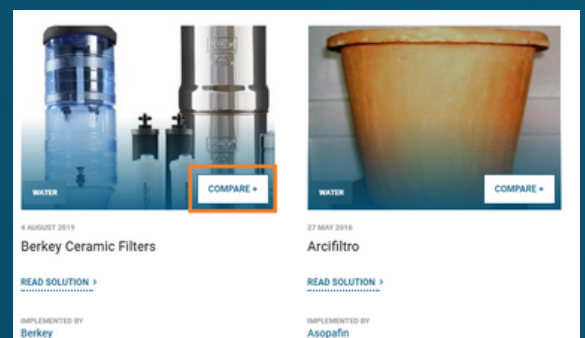 WATER
COMPARE +
4 AUGUST 2019
Berkey Ceramic Filters
READ SOLUTION >
IMPLEMENTED BY
Berkey
WATER
COMPARE +
27 MAY 2016
Arcifiltro
READ SOLUTION >
IMPLEMENTED BY
Asopafin